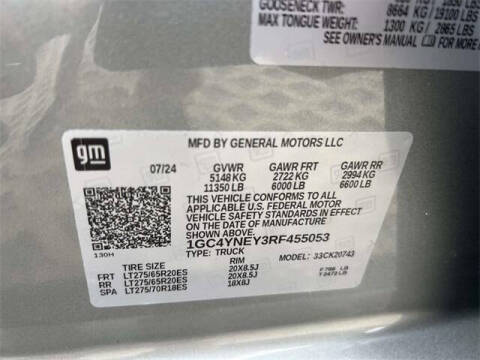 GOOSENECK TWR: 8664 KG / 19100 LB
MAX TONGUE WEIGHT: 1300 KG / 2865 LBS
SEE OWNER'S MANUAL FOR MORE
gm
MFD BY GENERAL MOTORS LLC
07/24 GVWR GAWR FRT GAWR RR
5148 KG 2722 KG 2994 KG
11350 LB 6000 LB 6600 LB
THIS VEHICLE CONFORMS TO ALL
APPLICABLE U.S. FEDERAL MOTOR
VEHICLE SAFETY STANDARDS IN EFFECT
ON THE DATE OF MANUFACTURE SHOWN ABOVE.
1GC4YNEY3RF455053
130H TYPE: TRUCK MODEL: 33CK20743
TIRE SIZE RIM
FRT LT275/65R20ES 20X8.5J
RR LT275/65R20ES 20X8.5J
SPA LT275/70R18ES 18X8J